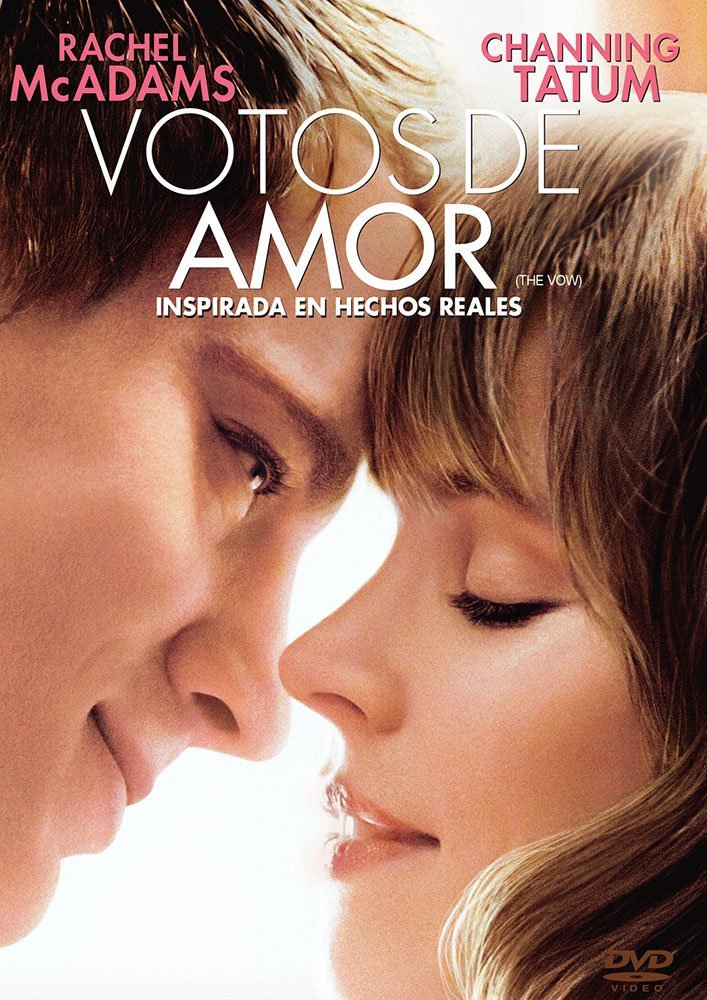 RACHEL
McADAMS
CHANNING
TATUM
VOTOS DE
AMOR
(THE VOW)
INSPIRADA EN HECHOS REALES
DVD
VIDEO